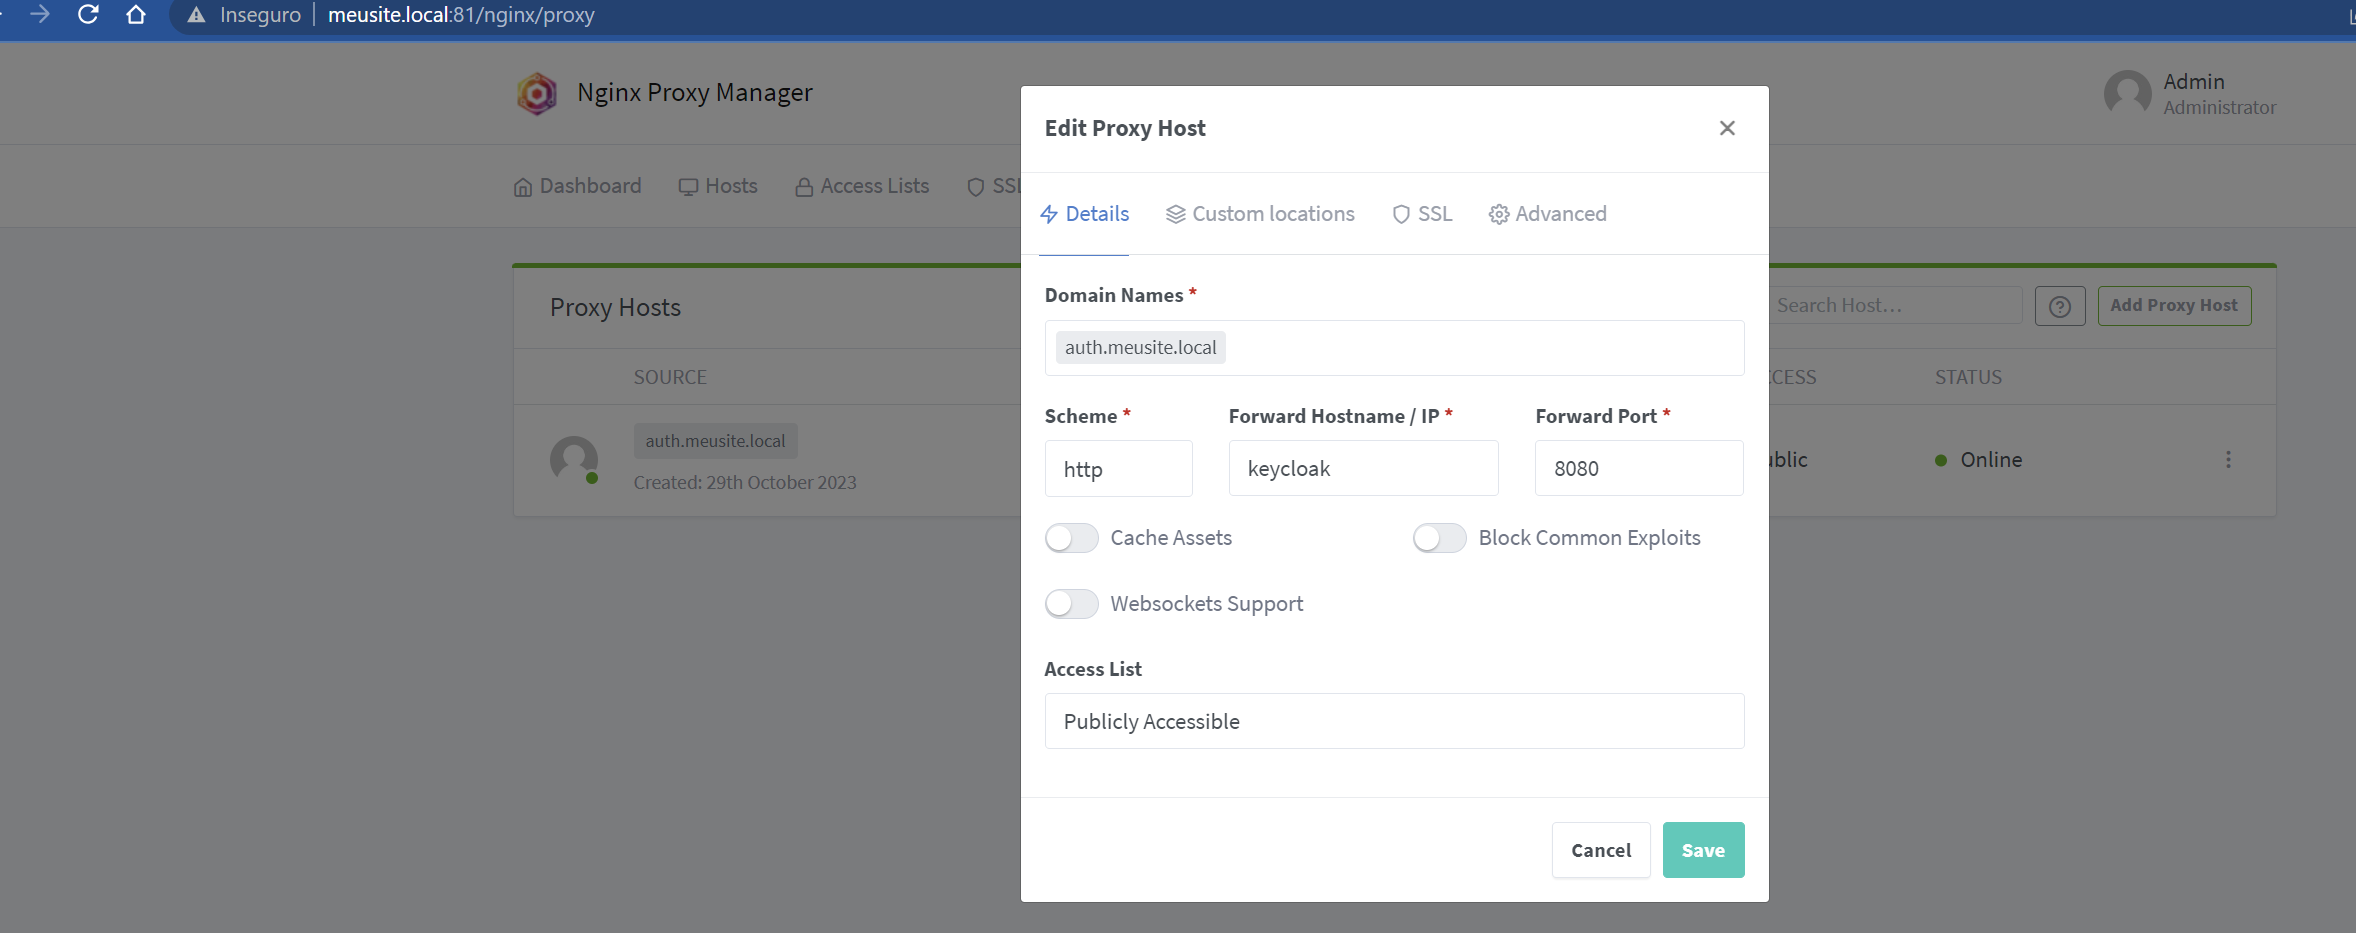 Inseguro | meusite.local:81/nginx/proxy
Nginx Proxy Manager
Admin
Administrator
Dashboard Hosts Access Lists SSL
Proxy Hosts
Search Host…
Add Proxy Host
SOURCE
STATUS
auth.meusite.local
Created: 29th October 2023
Online
Edit Proxy Host
Details Custom locations SSL Advanced
Domain Names *
auth.meusite.local
Scheme * Forward Hostname / IP * Forward Port *
http keycloak 8080
Cache Assets Block Common Exploits
Websockets Support
Access List
Publicly Accessible
Cancel Save